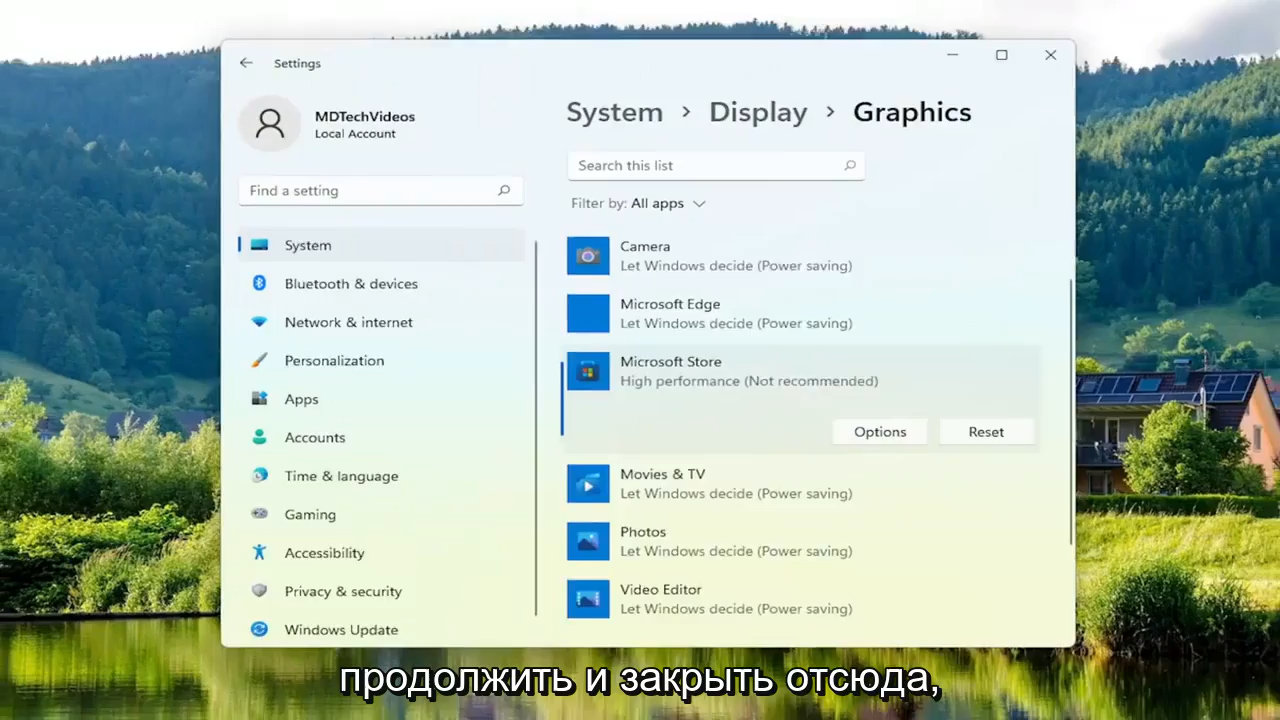 Settings
MDTechVideos
Local Account
Find a setting
System
Bluetooth & devices
Network & internet
Personalization
Apps
Accounts
Time & language
Gaming
Accessibility
Privacy & security
Windows Update
System > Display > Graphics
Search this list
Filter by: All apps
Camera
Let Windows decide (Power saving)
Microsoft Edge
Let Windows decide (Power saving)
Microsoft Store
High performance (Not recommended)
Options Reset
Movies & TV
Let Windows decide (Power saving)
Photos
Let Windows decide (Power saving)
Video Editor
Let Windows decide (Power saving)
продолжить и закрыть отсюда,